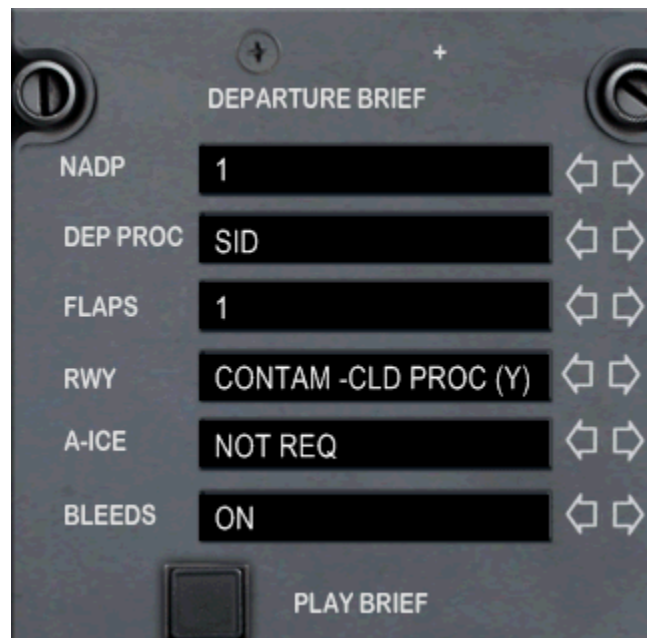 DEPARTURE BRIEF
NADP 1
DEP PROC SID
FLAPS 1
RWY CONTAM -CLD PROC (Y)
A-ICE NOT REQ
BLEEDS ON
PLAY BRIEF